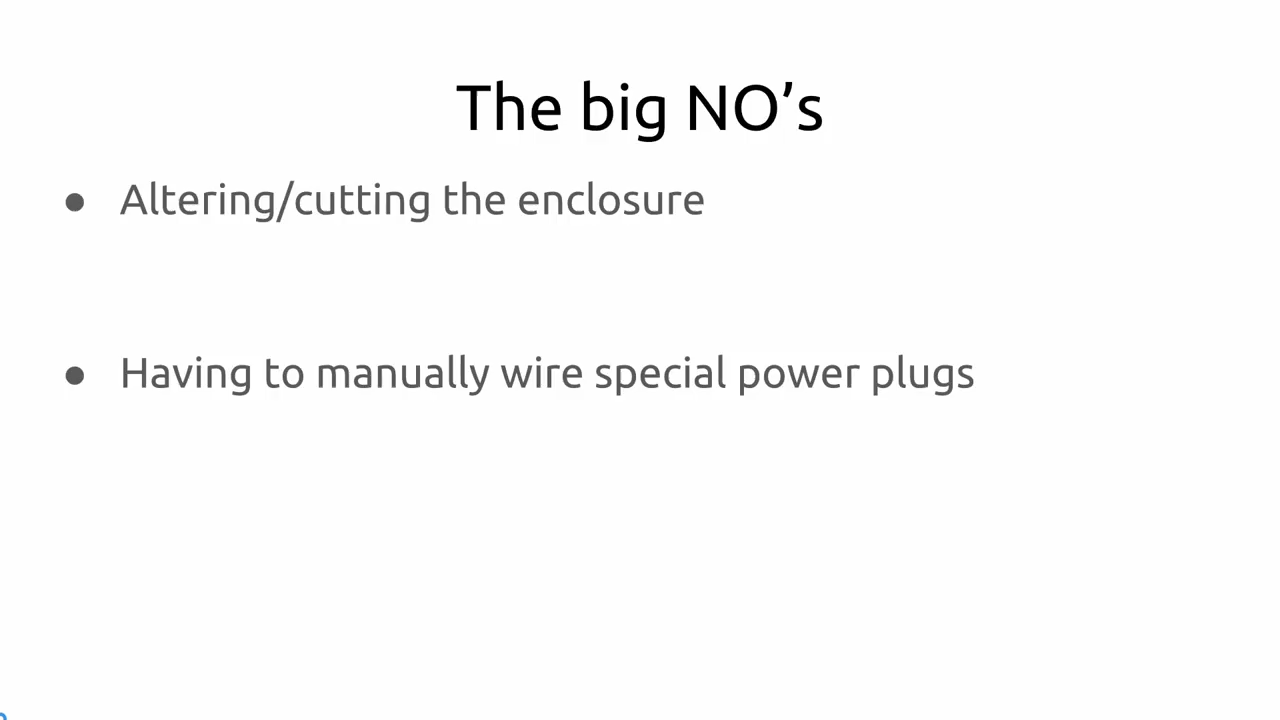 The big NO’s
● Altering/cutting the enclosure
● Having to manually wire special power plugs